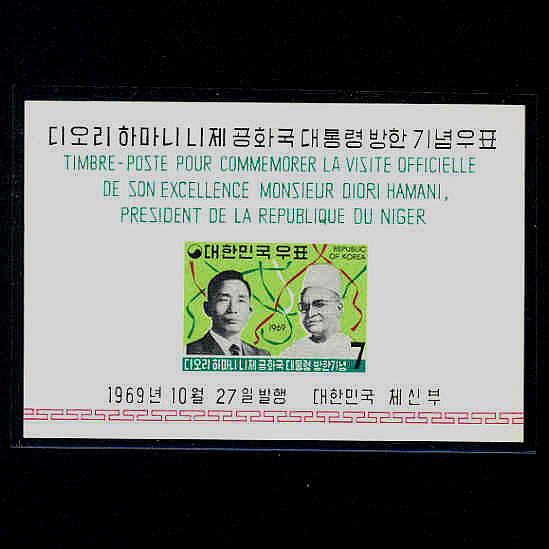 디오리 하마니 니제 공화국 대통령 방한 기념우표
TIMBRE-POSTE POUR COMMEMORER LA VISITE OFFICIELLE
DE SON EXCELLENCE MONSIEUR DIORI HAMANI,
PRESIDENT DE LA REPUBLIQUE DU NIGER
대한민국 우표
REPUBLIC
OF KOREA
1969
7
디오리 하마니 니제 공화국 대통령 방한기념
1969년 10월 27일발행 대한민국 체신부